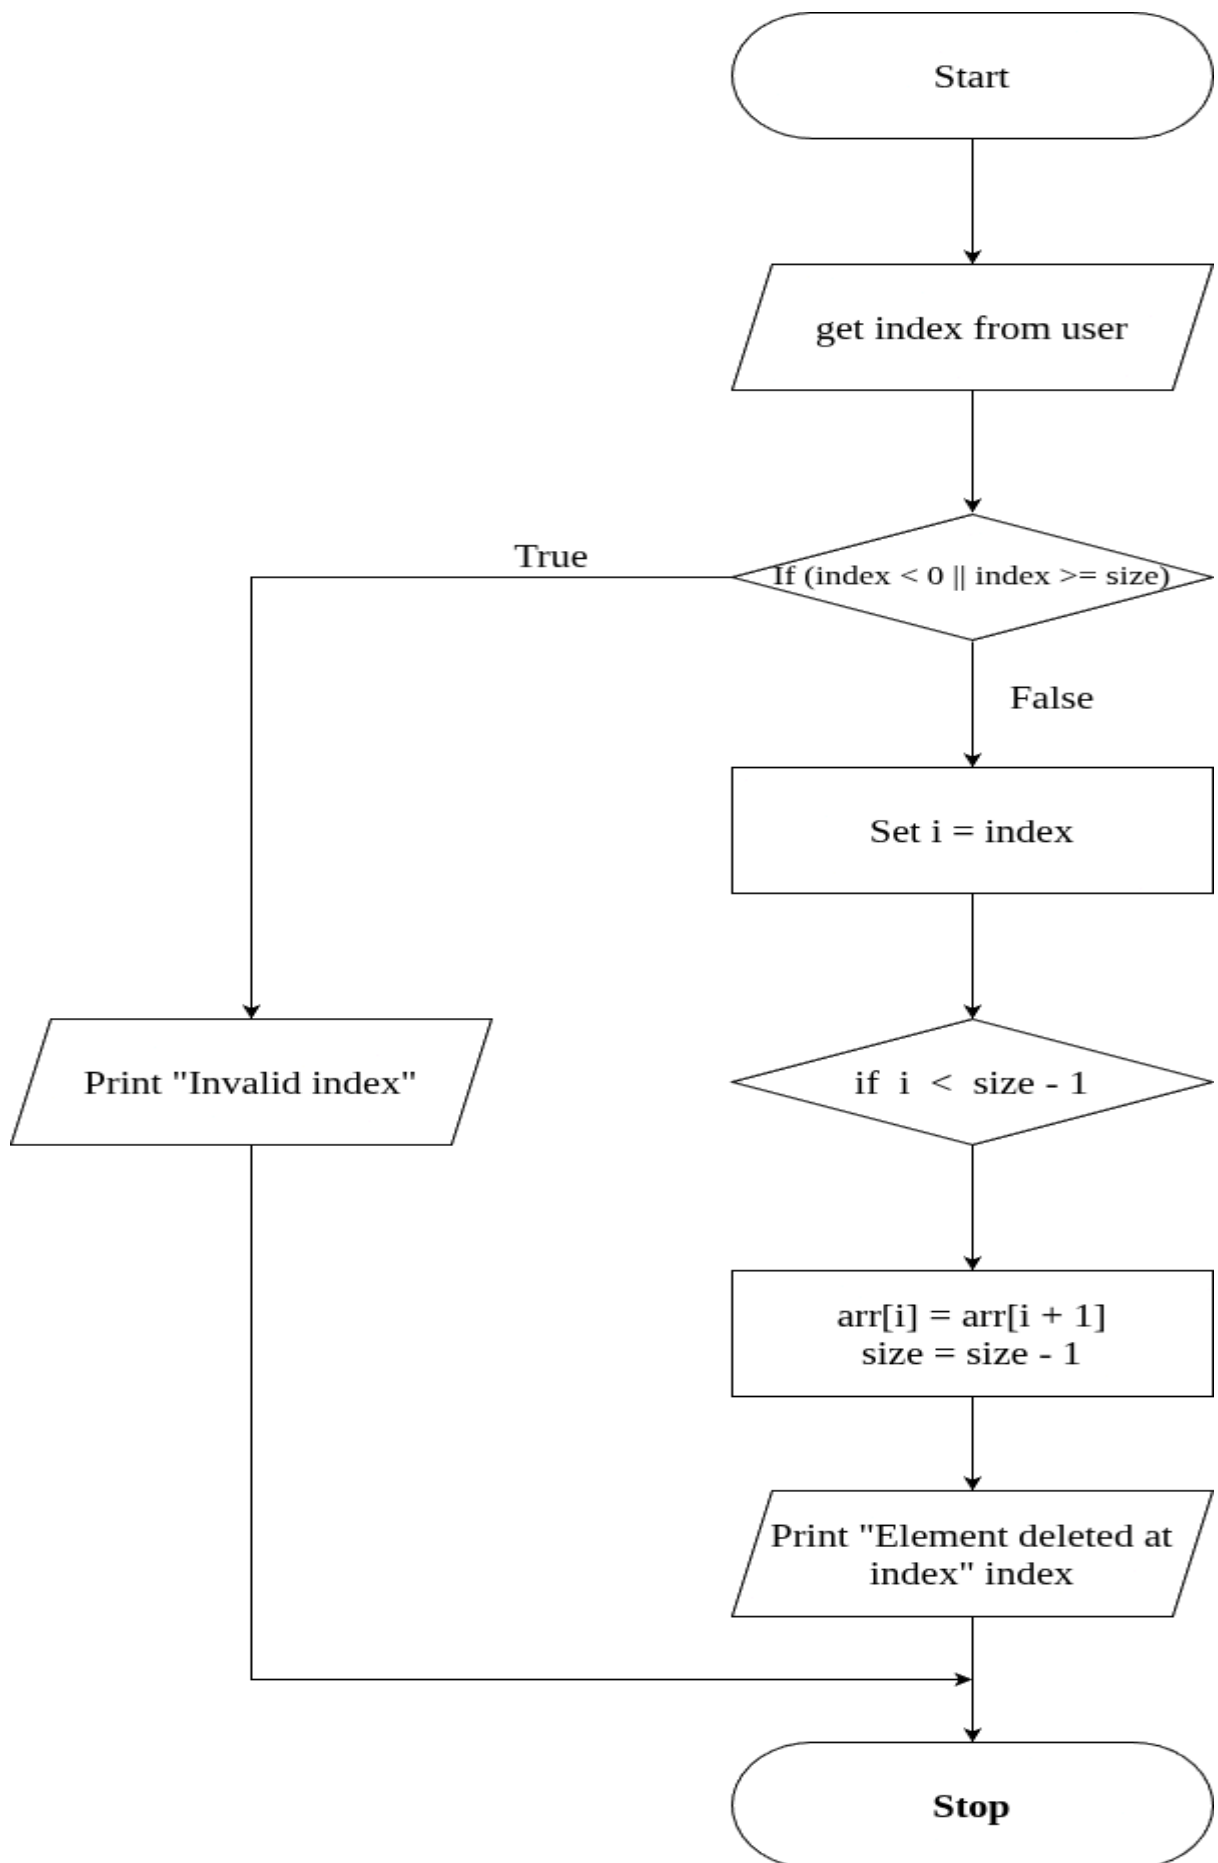 Start
get index from user
True
If (index < 0 || index >= size)
False
Set i = index
Print "Invalid index"
if i < size - 1
arr[i] = arr[i + 1]
size = size - 1
Print "Element deleted at
index" index
Stop